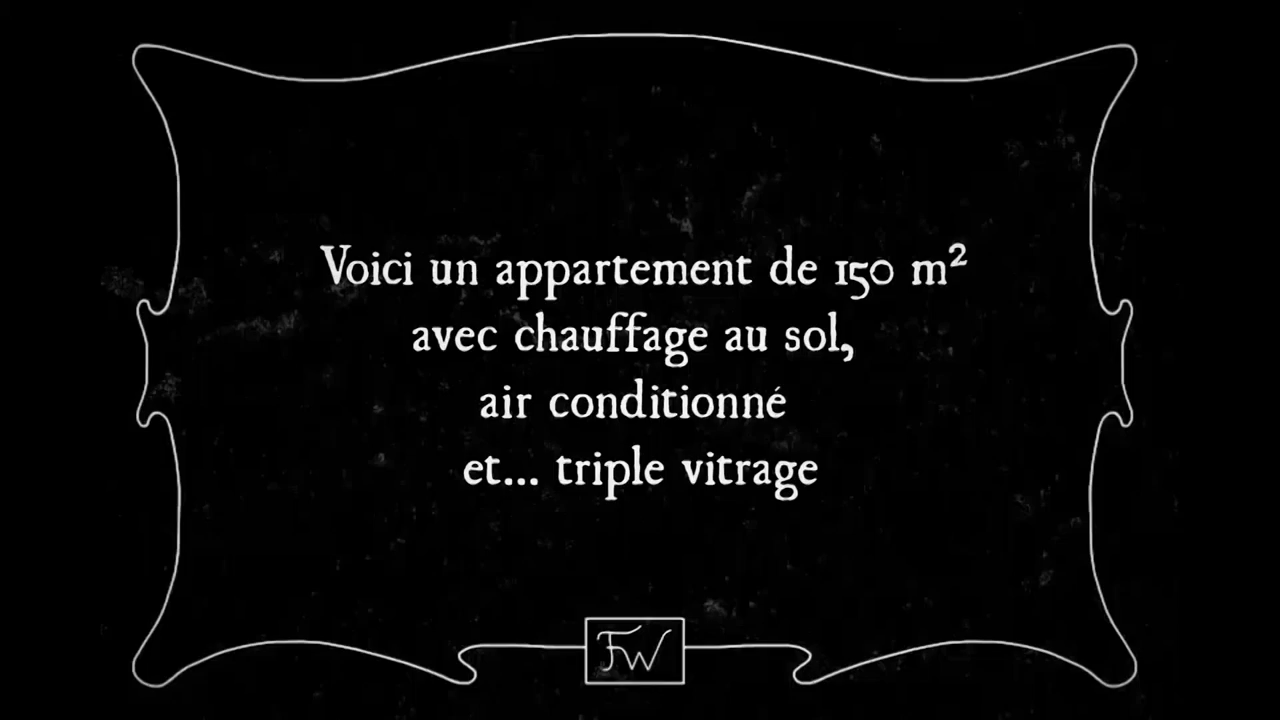 Voici un appartement de 150 m²
avec chauffage au sol,
air conditionné
et... triple vitrage
FW